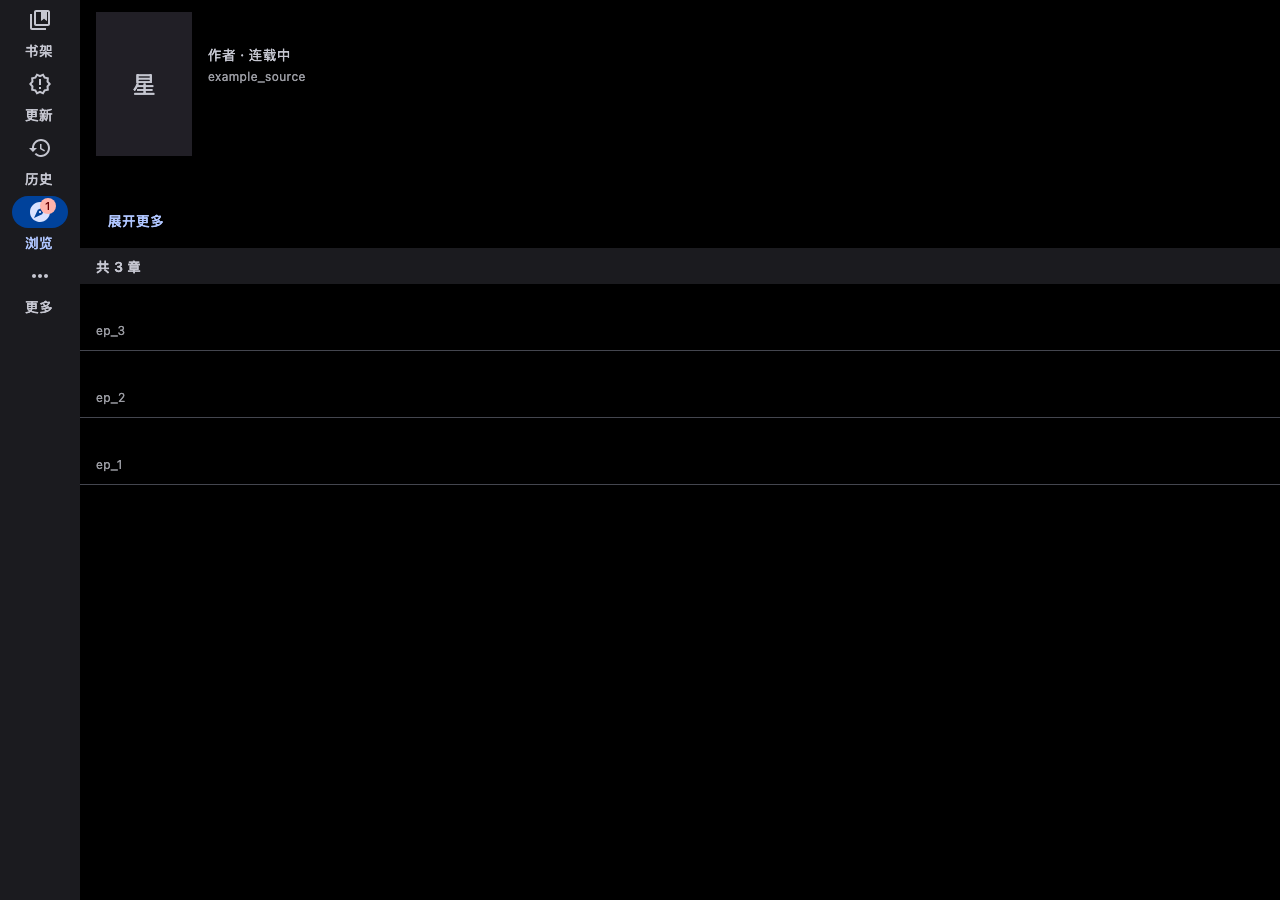 书架
更新
历史
1
浏览
更多
星
作者 · 连载中
example_source
展开更多
共 3 章
ep_3
ep_2
ep_1